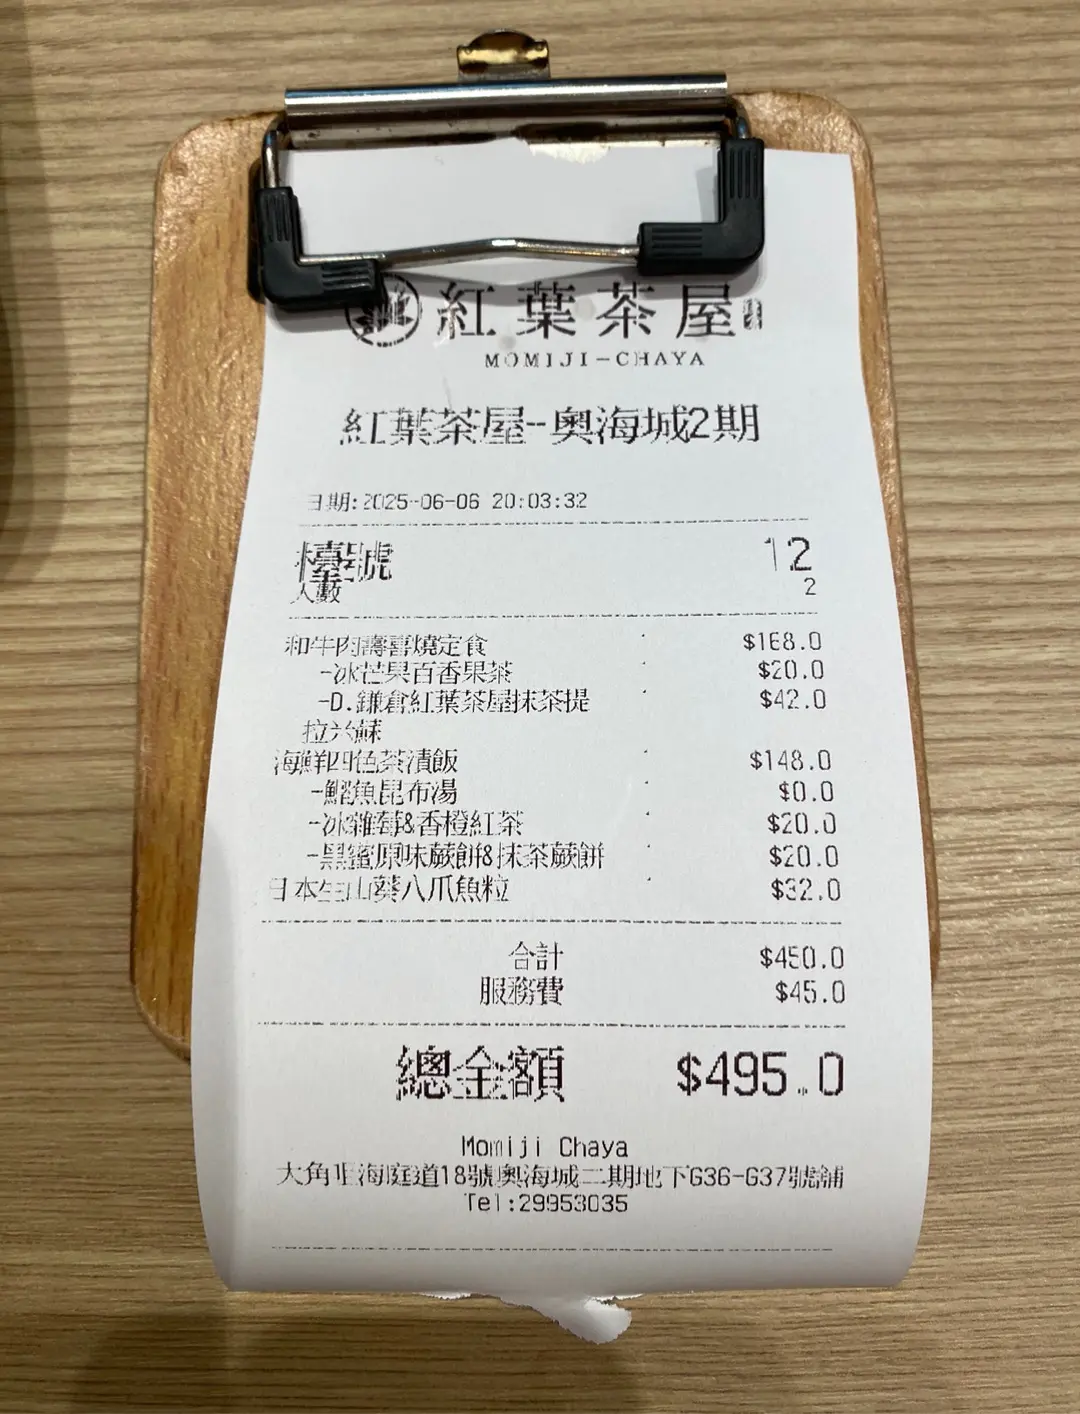 紅葉茶屋
MOMIJI-CHAYA
紅葉茶屋-奧海城2期
日期:2025-06-06 20:03:32
檯號 12
人數 2
和牛肉壽喜燒定食 $168.0
-冰芒果百香果茶 $20.0
-D.鎌倉紅葉茶屋抹茶提 $42.0
拉米蘇
海鮮四色茶漬飯 $148.0
-鰹魚昆布湯 $0.0
-冰雜莓&香橙紅茶 $20.0
-黑蜜原味蕨餅&抹茶蕨餅 $20.0
日本生山葵八爪魚粒 $32.0
合計 $450.0
服務費 $45.0
總金額 $495.0
Momiji Chaya
大角咀海庭道18號奧海城二期地下G36-G37號舖
Tel:29953035